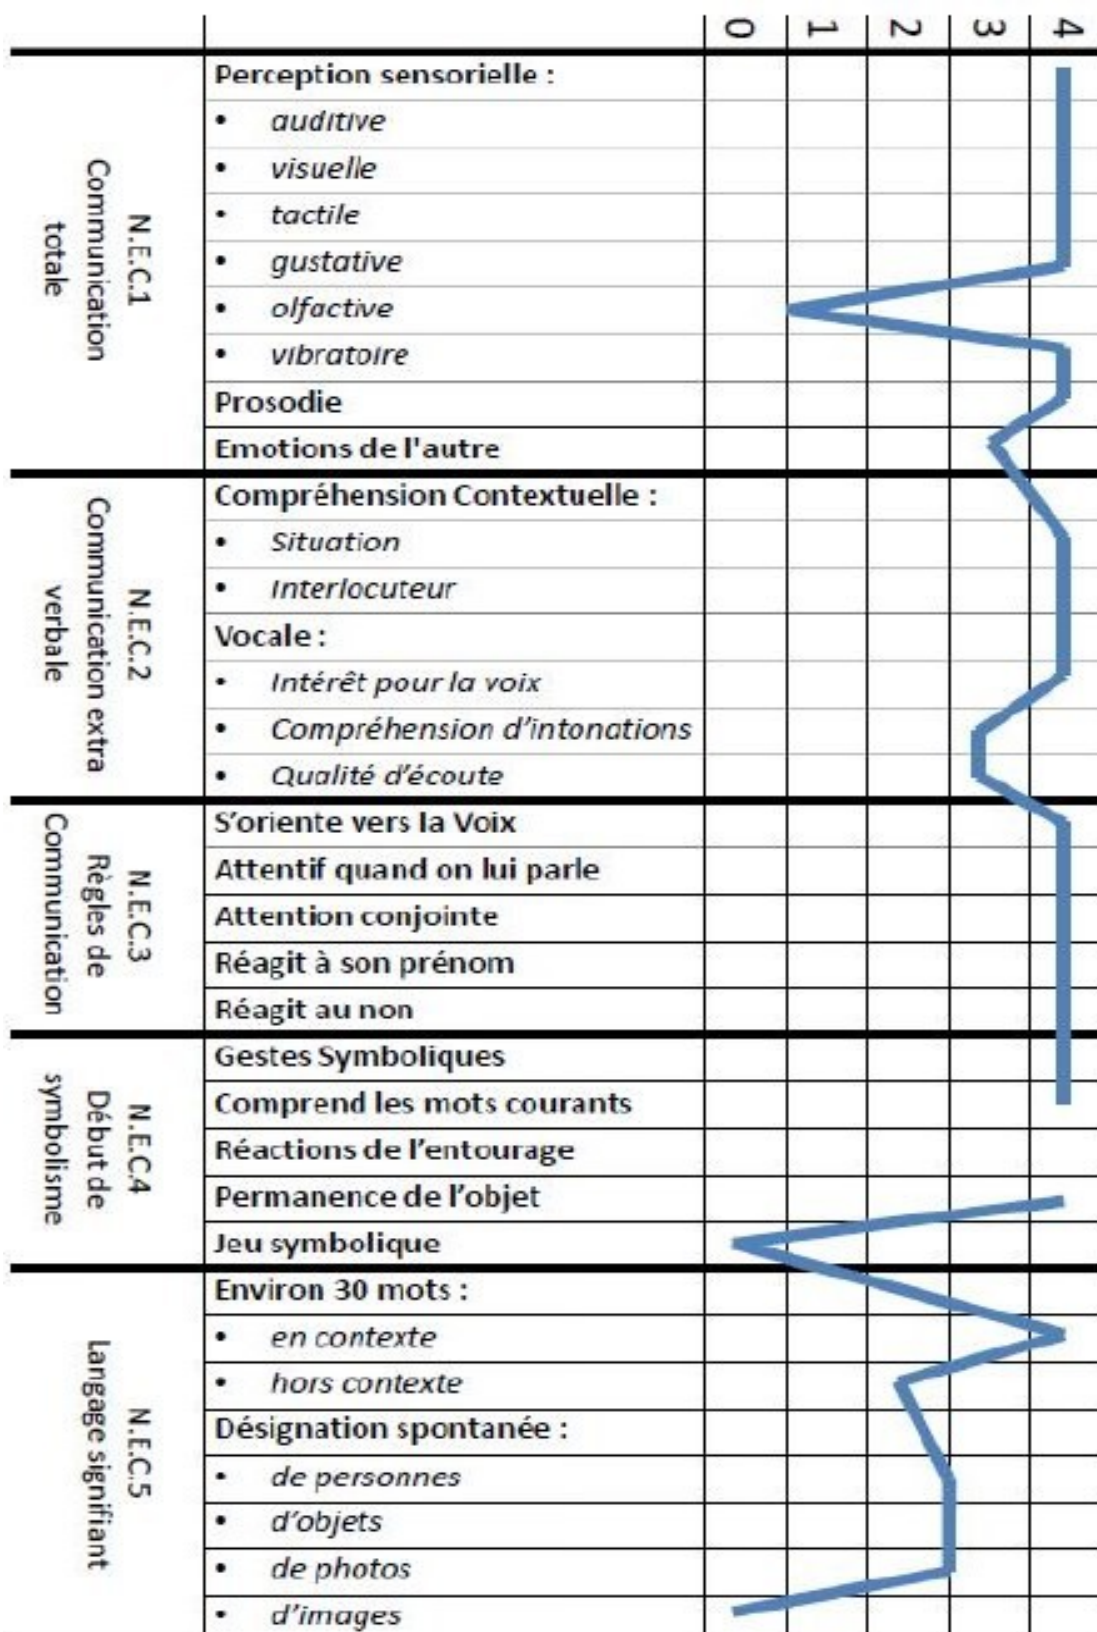 0 1 2 3 4
N.E.C.1
Communication
totale
Perception sensorielle :
• auditive
• visuelle
• tactile
• gustative
• olfactive
• vibratoire
Prosodie
Emotions de l'autre
N.E.C.2
Communication extra
verbale
Compréhension Contextuelle :
• Situation
• Interlocuteur
Vocale :
• Intérêt pour la voix
• Compréhension d'intonations
• Qualité d'écoute
N.E.C.3
Règles de
Communication
S'oriente vers la Voix
Attentif quand on lui parle
Attention conjointe
Réagit à son prénom
Réagit au non
N.E.C.4
Début de
symbolisme
Gestes Symboliques
Comprend les mots courants
Réactions de l'entourage
Permanence de l'objet
Jeu symbolique
N.E.C.5
Langage signifiant
Environ 30 mots :
• en contexte
• hors contexte
Désignation spontanée :
• de personnes
• d'objets
• de photos
• d'images